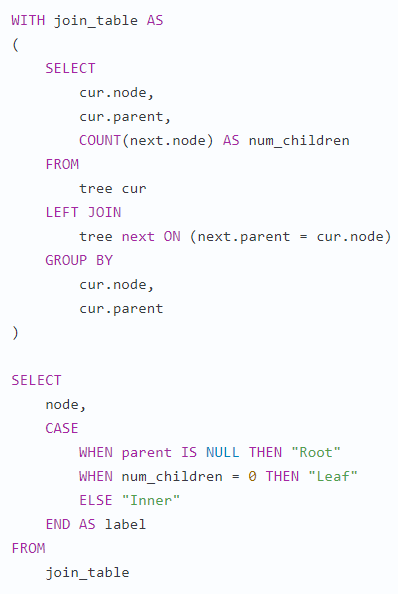 WITH join_table AS
(
    SELECT
        cur.node,
        cur.parent,
        COUNT(next.node) AS num_children
    FROM
        tree cur
    LEFT JOIN
        tree next ON (next.parent = cur.node)
    GROUP BY
        cur.node,
        cur.parent
)

SELECT
    node,
    CASE
        WHEN parent IS NULL THEN "Root"
        WHEN num_children = 0 THEN "Leaf"
        ELSE "Inner"
    END AS label
FROM
    join_table